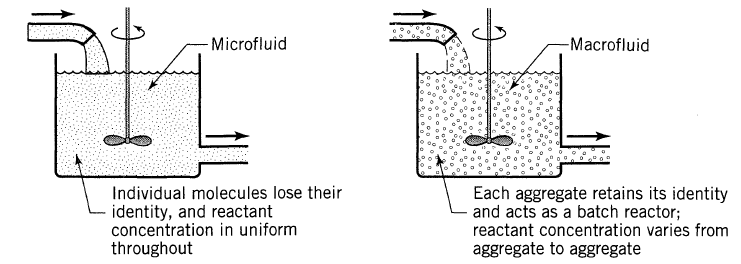 Microfluid
Individual molecules lose their
identity, and reactant
concentration in uniform
throughout
Macrofluid
Each aggregate retains its identity
and acts as a batch reactor;
reactant concentration varies from
aggregate to aggregate